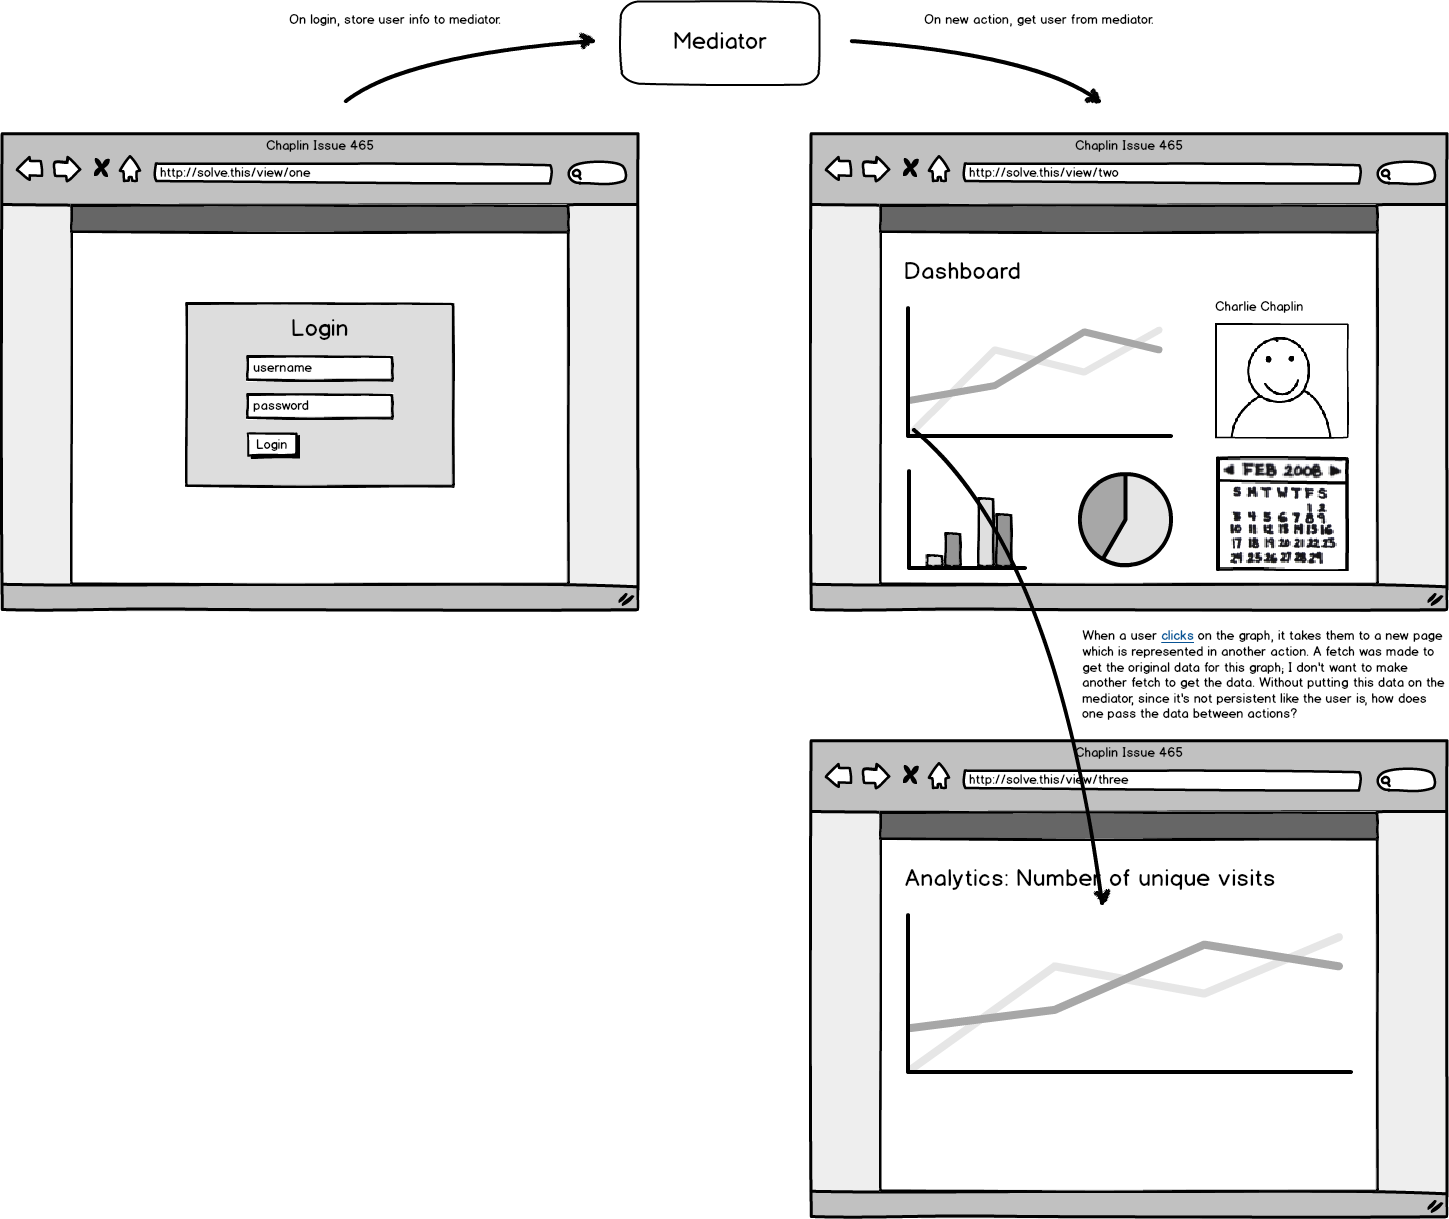 On login, store user info to mediator.
Mediator
On new action, get user from mediator.
Chaplin Issue 465
http://solve.this/view/one
Login
username
password
Login
Chaplin Issue 465
http://solve.this/view/two
Dashboard
Charlie Chaplin
FEB 2008
S M T W T F S
1 2
3 4 5 6 7 8 9
10 11 12 13 14 15 16
17 18 19 20 21 22 23
24 25 26 27 28 29
When a user clicks on the graph, it takes them to a new page
which is represented in another action. A fetch was made to
get the original data for this graph; I don't want to make
another fetch to get the data. Without putting this data on the
mediator, since it's not persistent like the user is, how does
one pass the data between actions?
Chaplin Issue 465
http://solve.this/view/three
Analytics: Number of unique visits